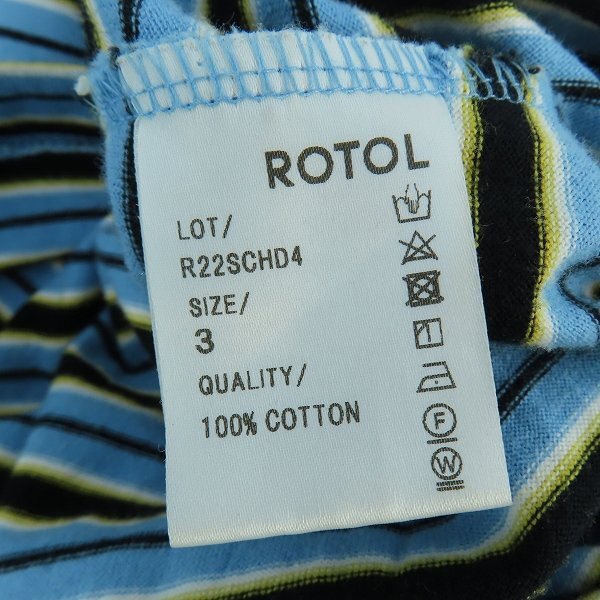 ROTOL
LOT/
R22SCHD4
SIZE/
3
QUALITY/
100% COTTON
F
W